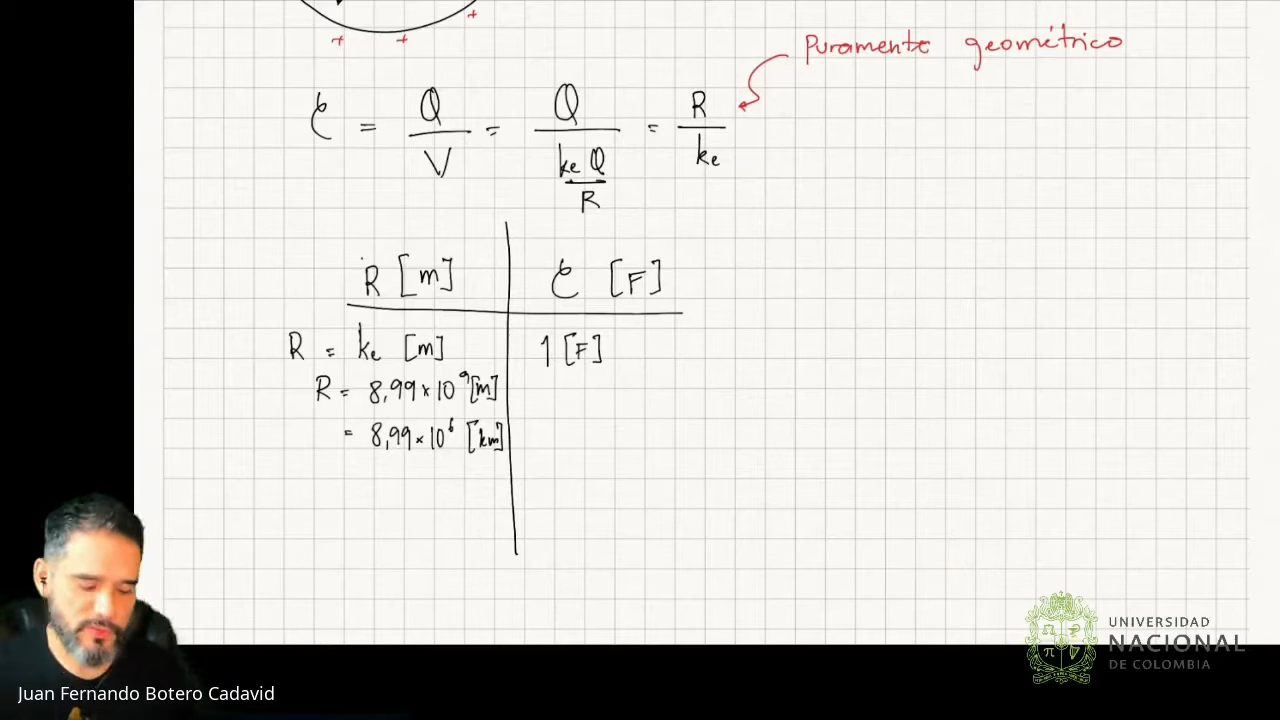 + + +
Puramente geométrico
C = Q / V = Q / (ke Q / R) = R / ke
R [m] C [F]
R = ke [m] 1 [F]
R = 8,99 × 10⁹ [m]
= 8,99 × 10⁶ [km]
UNIVERSIDAD
NACIONAL
DE COLOMBIA
Juan Fernando Botero Cadavid